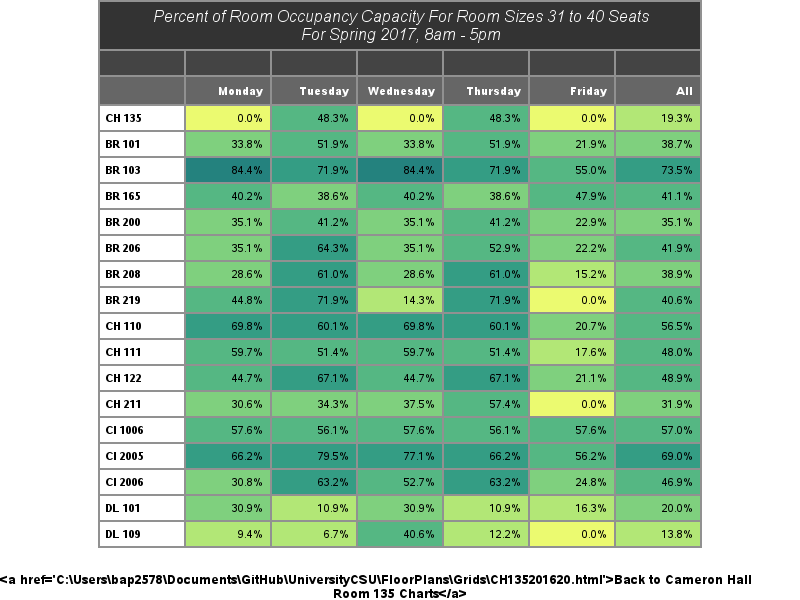 Percent of Room Occupancy Capacity For Room Sizes 31 to 40 Seats
For Spring 2017, 8am - 5pm
Monday Tuesday Wednesday Thursday Friday All
CH 135 0.0% 48.3% 0.0% 48.3% 0.0% 19.3%
BR 101 33.8% 51.9% 33.8% 51.9% 21.9% 38.7%
BR 103 84.4% 71.9% 84.4% 71.9% 55.0% 73.5%
BR 165 40.2% 38.6% 40.2% 38.6% 47.9% 41.1%
BR 200 35.1% 41.2% 35.1% 41.2% 22.9% 35.1%
BR 206 35.1% 64.3% 35.1% 52.9% 22.2% 41.9%
BR 208 28.6% 61.0% 28.6% 61.0% 15.2% 38.9%
BR 219 44.8% 71.9% 14.3% 71.9% 0.0% 40.6%
CH 110 69.8% 60.1% 69.8% 60.1% 20.7% 56.5%
CH 111 59.7% 51.4% 59.7% 51.4% 17.6% 48.0%
CH 122 44.7% 67.1% 44.7% 67.1% 21.1% 48.9%
CH 211 30.6% 34.3% 37.5% 57.4% 0.0% 31.9%
CI 1006 57.6% 56.1% 57.6% 56.1% 57.6% 57.0%
CI 2005 66.2% 79.5% 77.1% 66.2% 56.2% 69.0%
CI 2006 30.8% 63.2% 52.7% 63.2% 24.8% 46.9%
DL 101 30.9% 10.9% 30.9% 10.9% 16.3% 20.0%
DL 109 9.4% 6.7% 40.6% 12.2% 0.0% 13.8%
<a href='C:\Users\bap2578\Documents\GitHub\UniversityCSU\FloorPlans\Grids\CH135201620.html'>Back to Cameron Hall
Room 135 Charts</a>